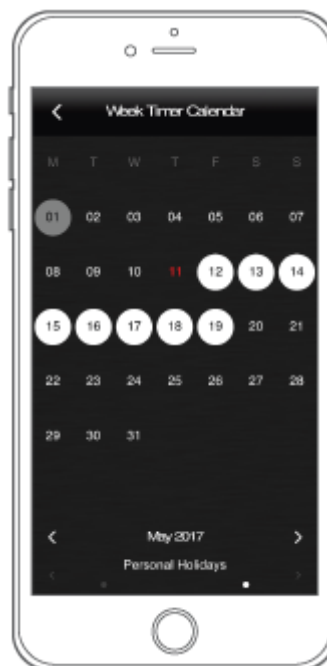 Week Timer Calendar
M T W T F S S
01 02 03 04 05 06 07
08 09 10 11 12 13 14
15 16 17 18 19 20 21
22 23 24 25 26 27 28
29 30 31
May 2017
Personal Holidays